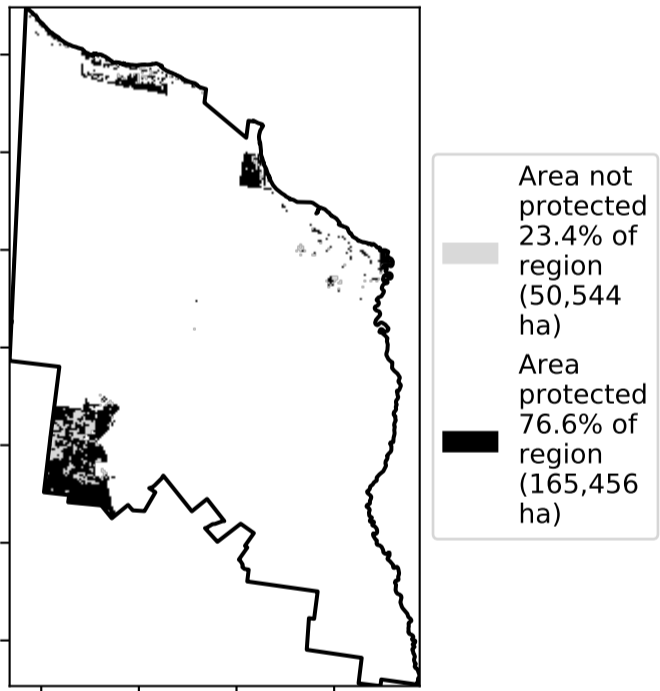 Area not
protected
23.4% of
region
(50,544
ha)
Area
protected
76.6% of
region
(165,456
ha)